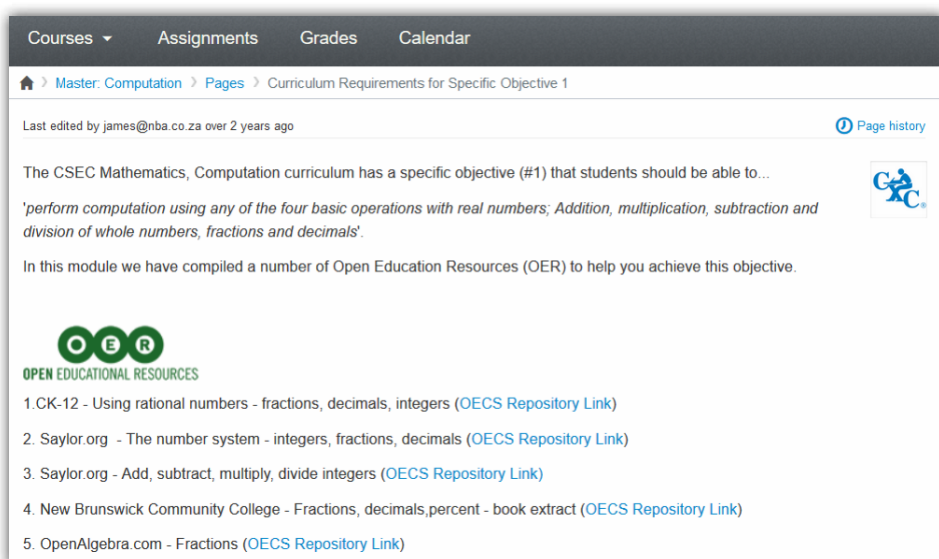 Courses Assignments Grades Calendar
Master: Computation > Pages > Curriculum Requirements for Specific Objective 1
Last edited by james@nba.co.za over 2 years ago Page history
The CSEC Mathematics, Computation curriculum has a specific objective (#1) that students should be able to...
'perform computation using any of the four basic operations with real numbers; Addition, multiplication, subtraction and
division of whole numbers, fractions and decimals'.
CXC®
In this module we have compiled a number of Open Education Resources (OER) to help you achieve this objective.
OER
OPEN EDUCATIONAL RESOURCES
1.CK-12 - Using rational numbers - fractions, decimals, integers (OECS Repository Link)
2. Saylor.org - The number system - integers, fractions, decimals (OECS Repository Link)
3. Saylor.org - Add, subtract, multiply, divide integers (OECS Repository Link)
4. New Brunswick Community College - Fractions, decimals,percent - book extract (OECS Repository Link)
5. OpenAlgebra.com - Fractions (OECS Repository Link)